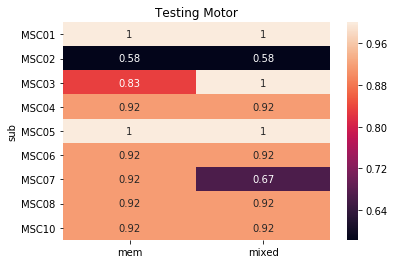 Testing Motor
MSC01 1 1
MSC02 0.58 0.58
MSC03 0.83 1
MSC04 0.92 0.92
MSC05 1 1
MSC06 0.92 0.92
MSC07 0.92 0.67
MSC08 0.92 0.92
MSC10 0.92 0.92
sub
mem mixed
0.96
0.88
0.80
0.72
0.64